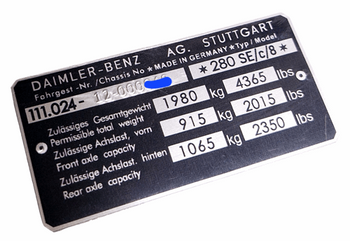 DAIMLER-BENZ AG. STUTTGART
Fahrgest-Nr./Chassis No ★ MADE IN GERMANY ★ Typ/Model
111.024-12-000 ★ 280 SE/c/8 ★
Zulässiges Gesamtgewicht
Permissible total weight 1980 kg 4365 lbs
Zulässige Achslast, vorn
Front axle capacity 915 kg 2015 lbs
Zulässige Achslast. hinten
Rear axle capacity 1065 kg 2350 lbs